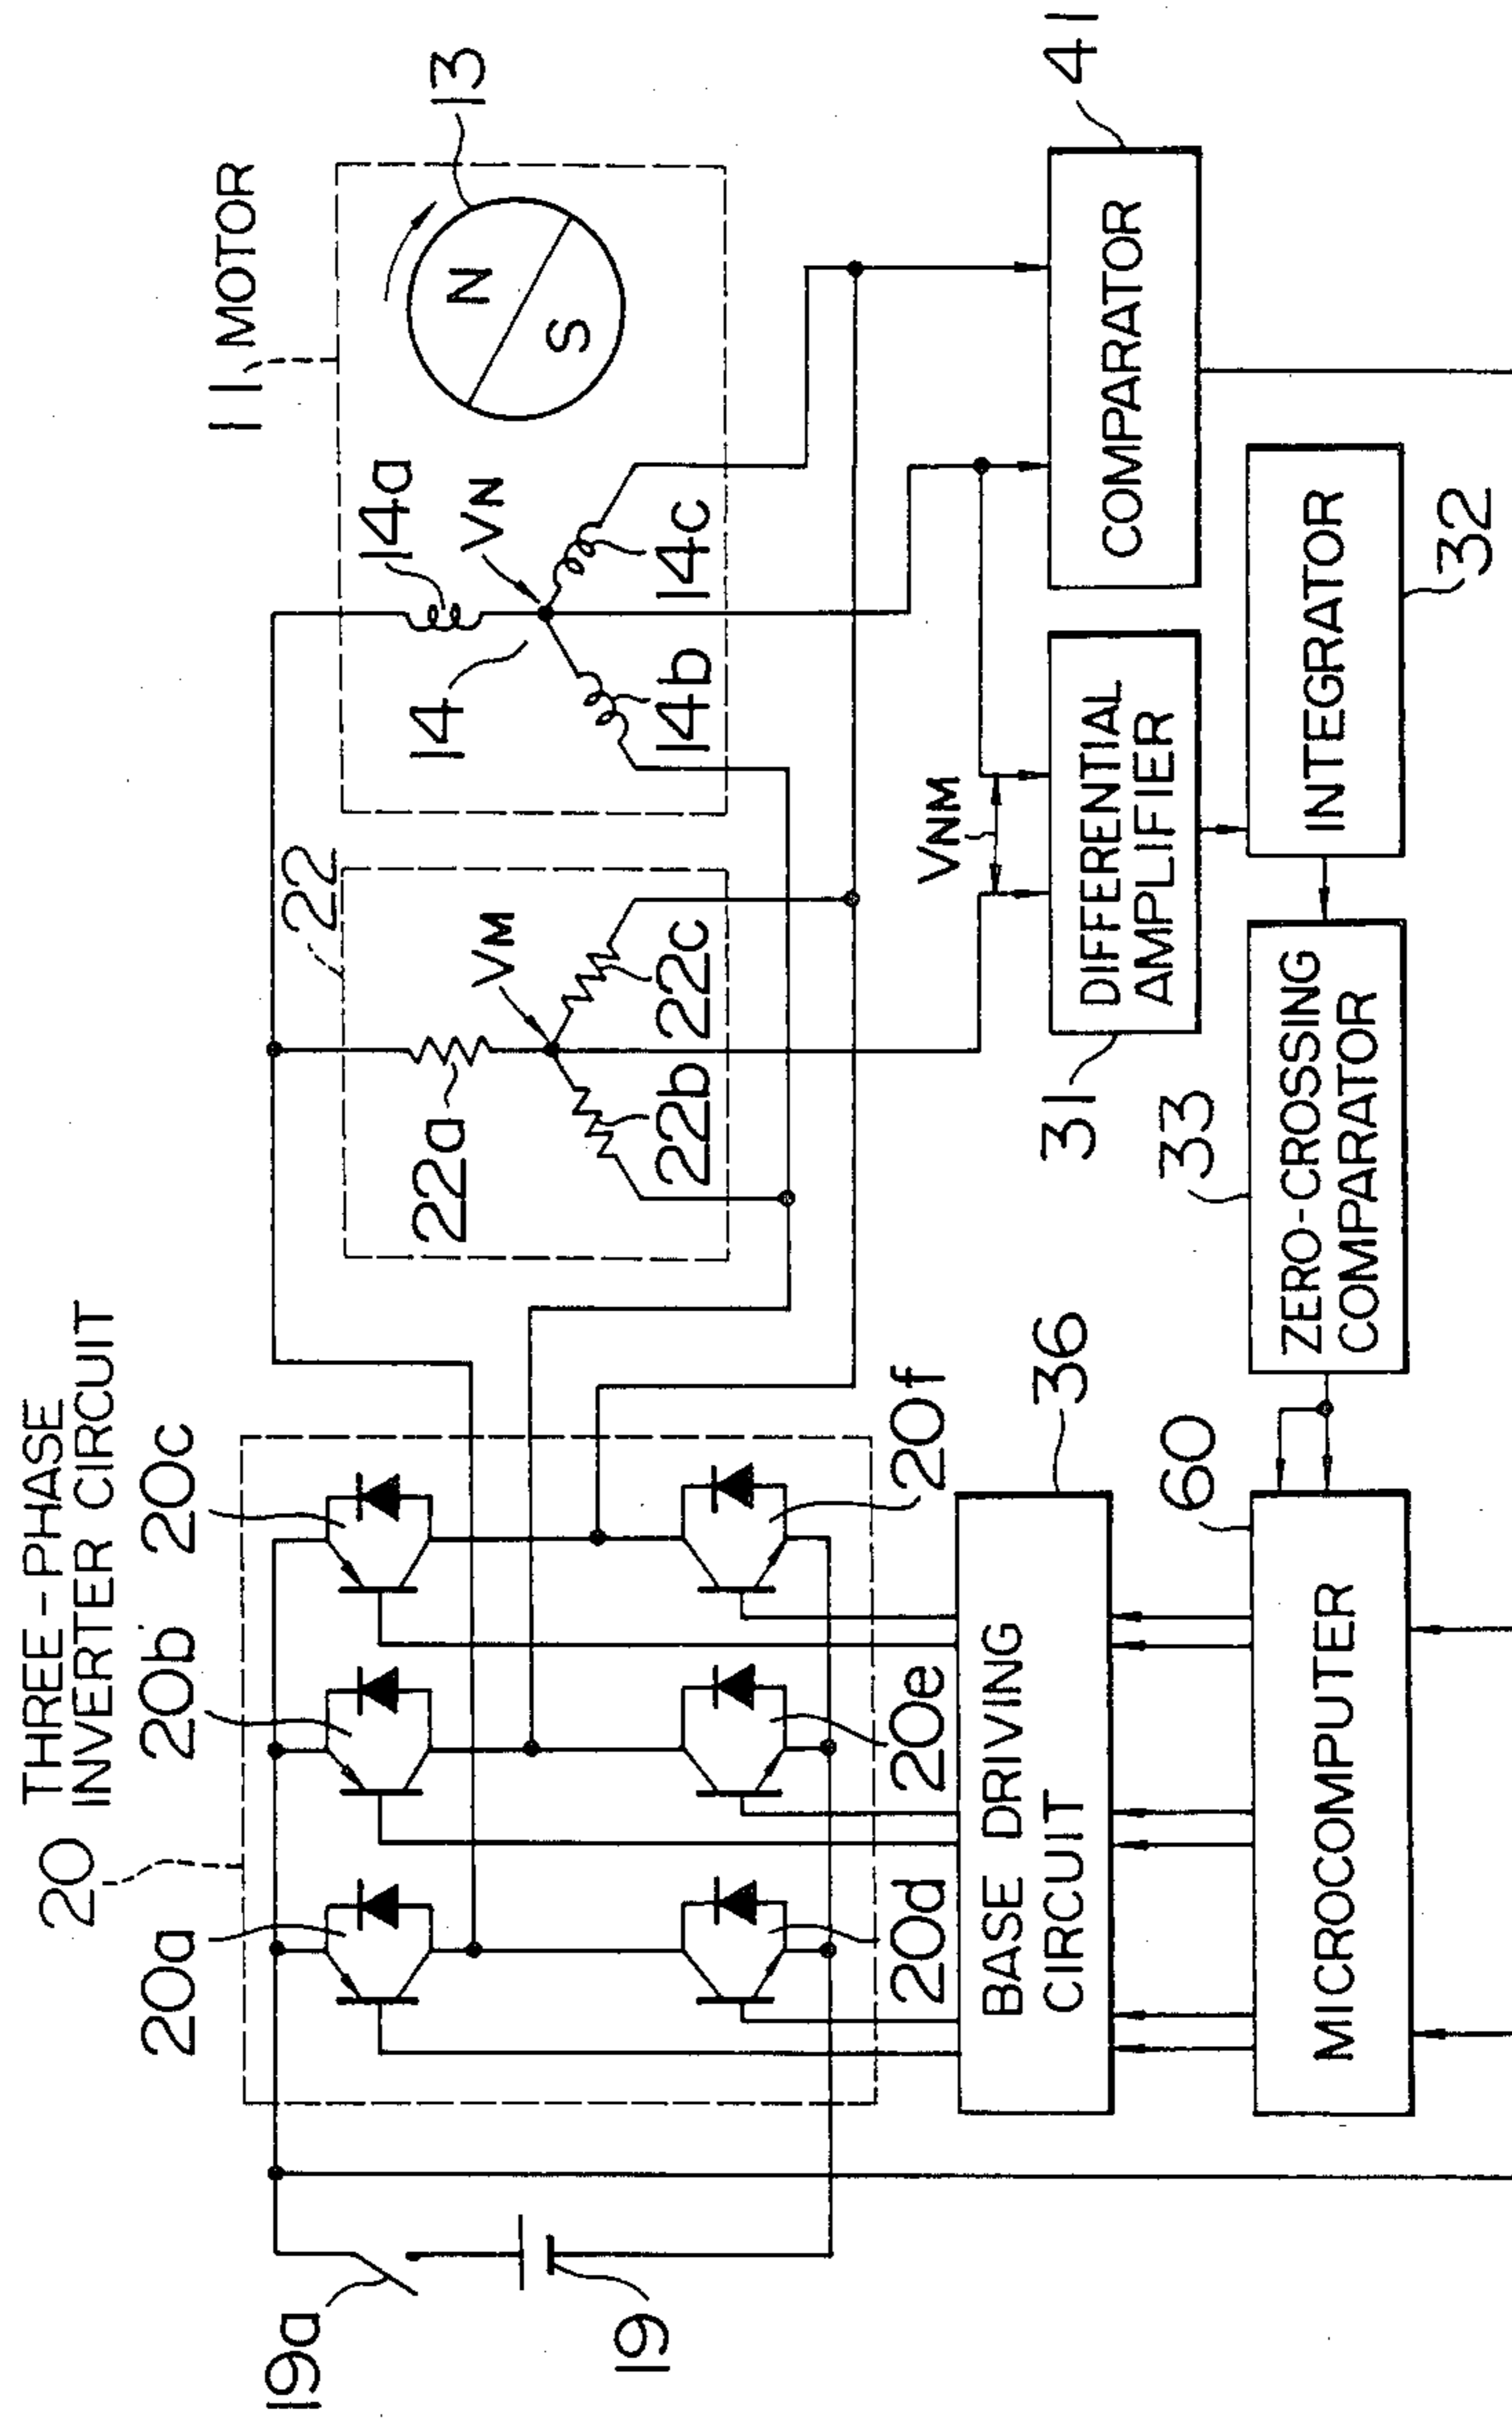 THREE-PHASE
INVERTER CIRCUIT
20
20a
20b
20c
20d
20e
20f
19a
19
22
22a
22b
22c
VM
11 MOTOR
13
N
S
14
14a
14b
14c
VN
VNM
BASE DRIVING
CIRCUIT
36
MICROCOMPUTER
60
ZERO-CROSSING
COMPARATOR
33
DIFFERENTIAL
AMPLIFIER
31
INTEGRATOR
32
COMPARATOR
41